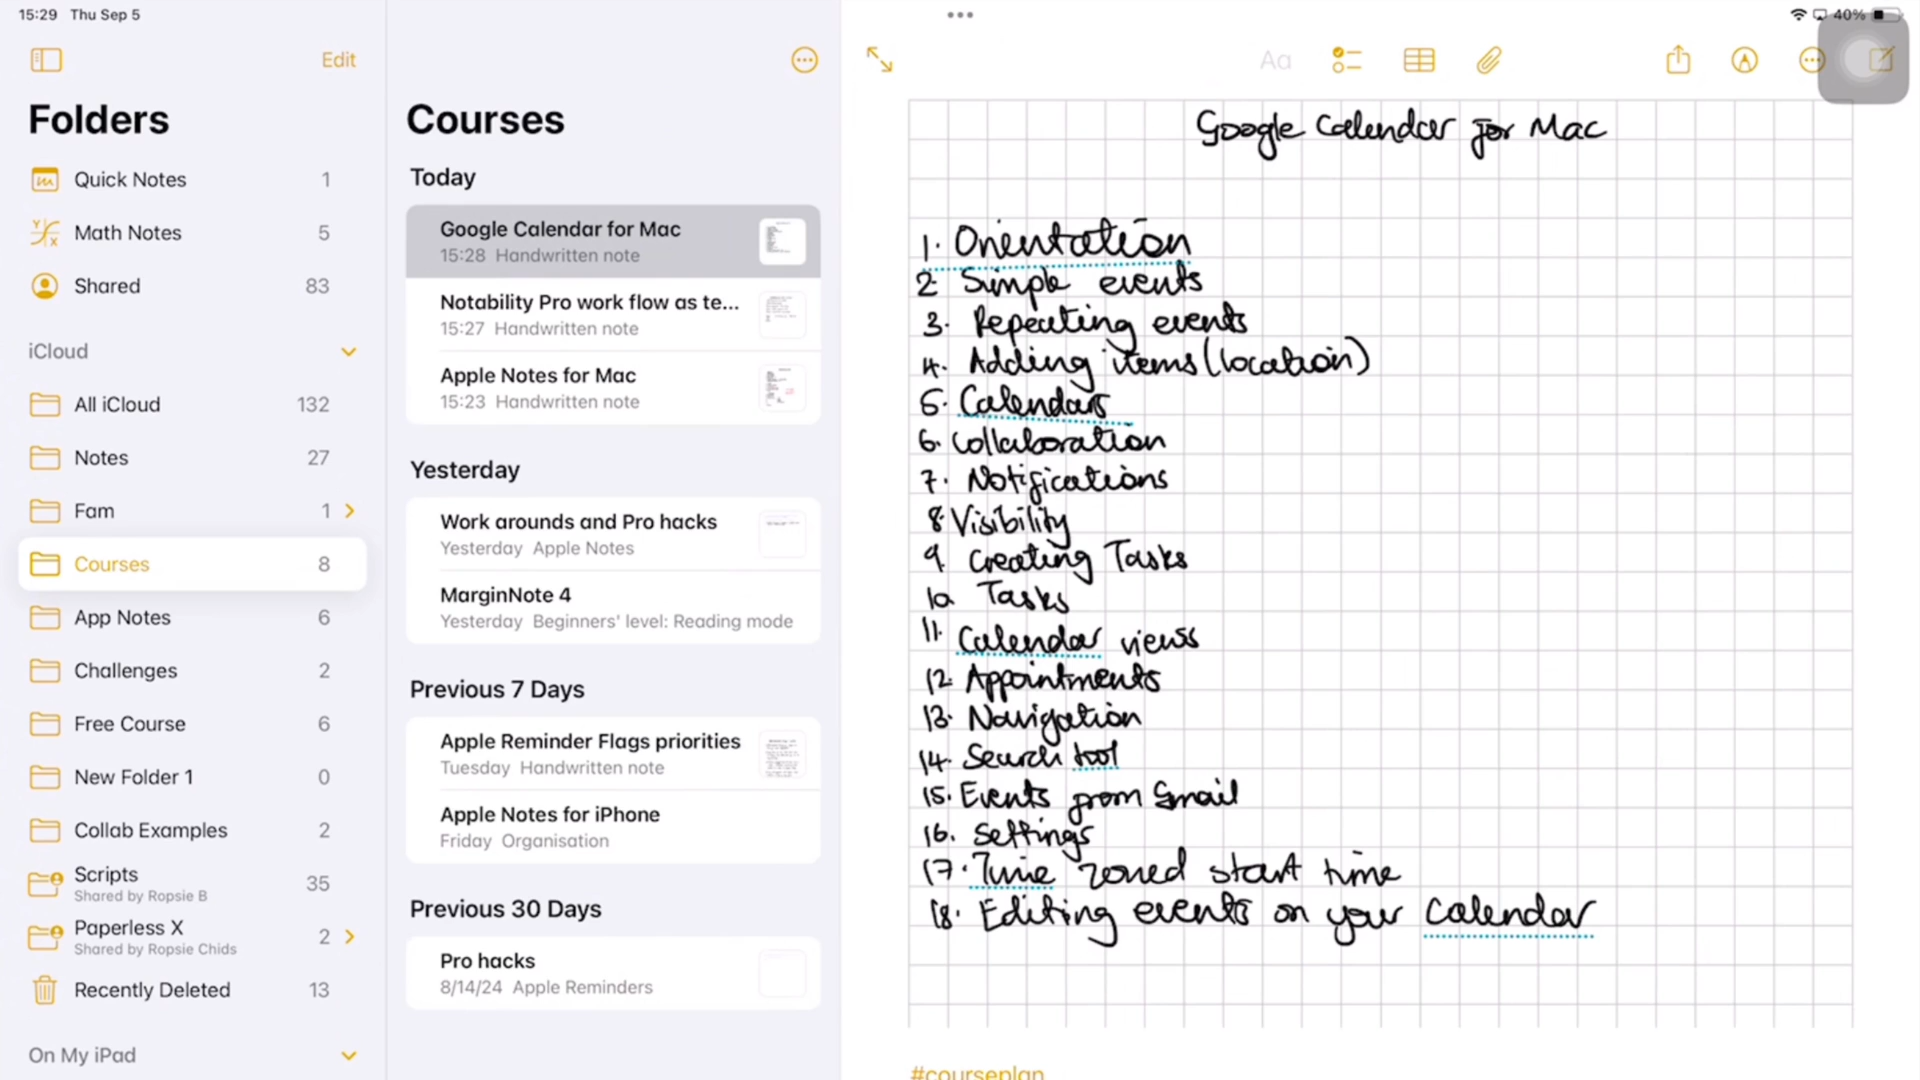 15:29 Thu Sep 5
40%
Edit
Folders
Quick Notes 1
Math Notes 5
Shared 83
iCloud
All iCloud 132
Notes 27
Fam 1
Courses 8
App Notes 6
Challenges 2
Free Course 6
New Folder 1 0
Collab Examples 2
Scripts 35
Shared by Ropsie B
Paperless X 2
Shared by Ropsie Chids
Recently Deleted 13
On My iPad
Courses
Today
Google Calendar for Mac
15:28 Handwritten note
Notability Pro work flow as te...
15:27 Handwritten note
Apple Notes for Mac
15:23 Handwritten note
Yesterday
Work arounds and Pro hacks
Yesterday Apple Notes
MarginNote 4
Yesterday Beginners' level: Reading mode
Previous 7 Days
Apple Reminder Flags priorities
Tuesday Handwritten note
Apple Notes for iPhone
Friday Organisation
Previous 30 Days
Pro hacks
8/14/24 Apple Reminders
Aa
Google Calendar for Mac
1. Orientation
2. Simple events
3. Repeating events
4. Adding items (location)
5. Calendars
6. Collaboration
7. Notifications
8. Visibility
9. Creating Tasks
10. Tasks
11. Calendar views
12. Appointments
13. Navigation
14. Search tool
15. Events from Gmail
16. Settings
17. Time zoned start time
18. Editing events on your Calendar
#courseplan